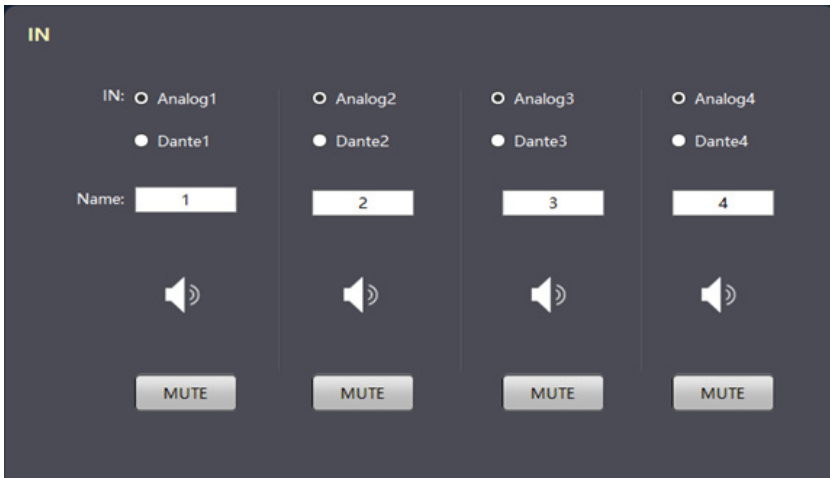 IN
IN: Analog1 Analog2 Analog3 Analog4
Dante1 Dante2 Dante3 Dante4
Name: 1 2 3 4
MUTE MUTE MUTE MUTE